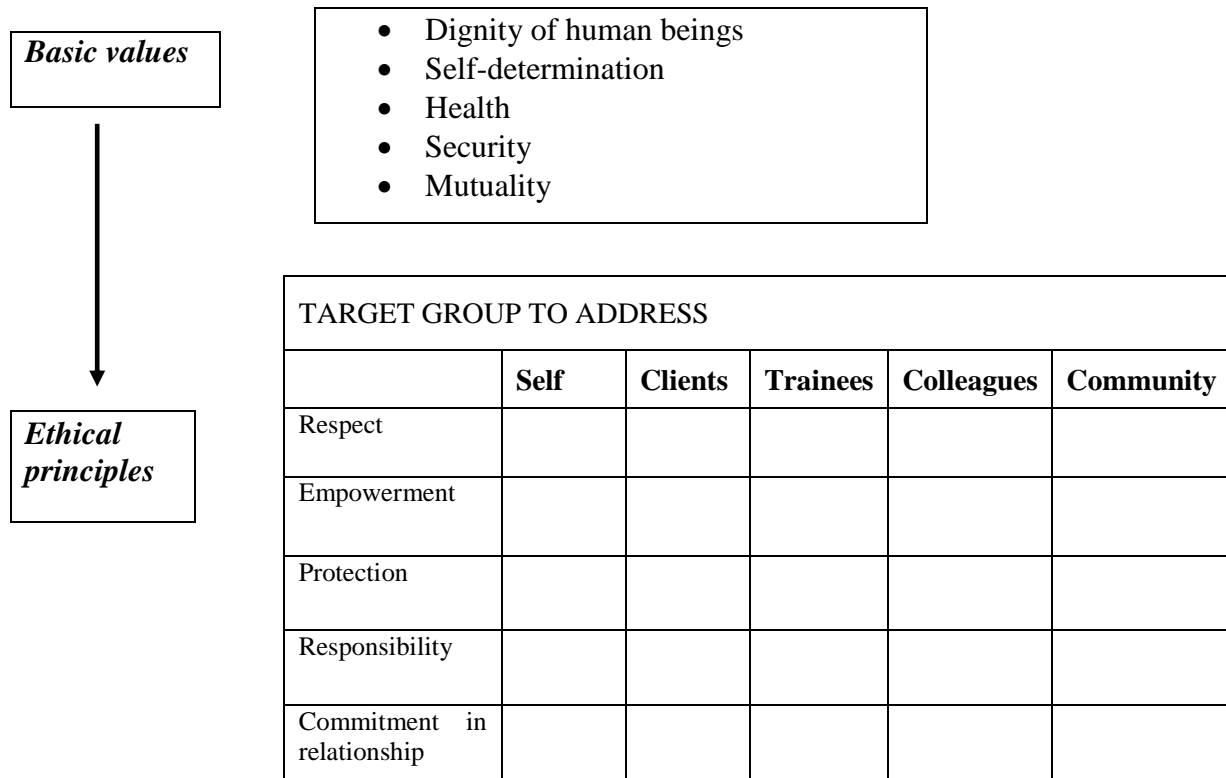 Basic values
• Dignity of human beings
• Self-determination
• Health
• Security
• Mutuality
TARGET GROUP TO ADDRESS
Self Clients Trainees Colleagues Community
Ethical
principles
Respect
Empowerment
Protection
Responsibility
Commitment in
relationship